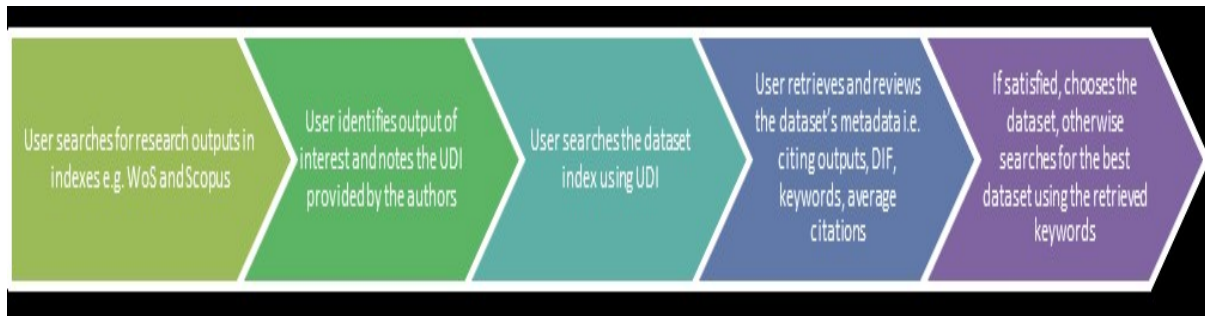 User searches for research outputs in
indexes e.g. WoS and Scopus
User identifies output of
interest and notes the UDI
provided by the authors
User searches the dataset
index using UDI
User retrieves and reviews
the dataset's metadata i.e.
citing outputs, DIF,
keywords, average
citations
If satisfied, chooses the
dataset, otherwise
searches for the best
dataset using the retrieved
keywords